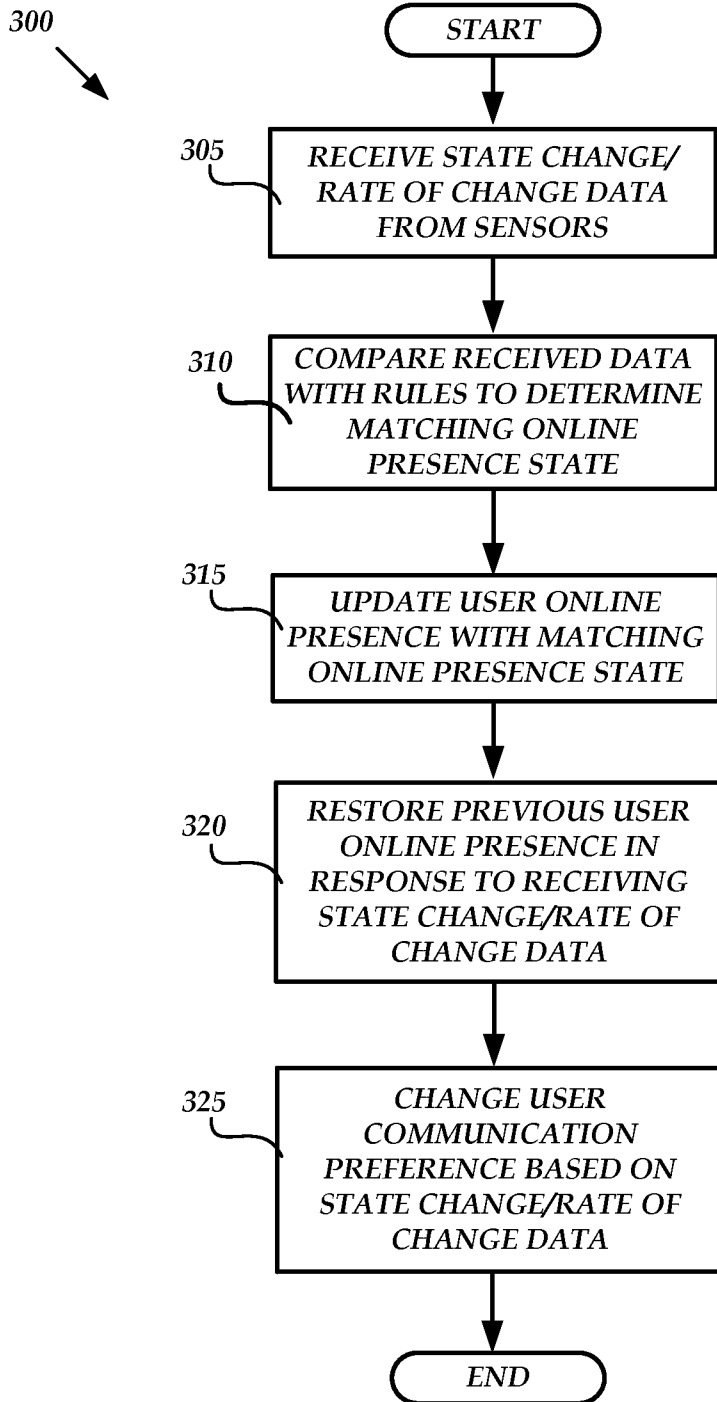 300
START
305
RECEIVE STATE CHANGE/
RATE OF CHANGE DATA
FROM SENSORS
310
COMPARE RECEIVED DATA
WITH RULES TO DETERMINE
MATCHING ONLINE
PRESENCE STATE
315
UPDATE USER ONLINE
PRESENCE WITH MATCHING
ONLINE PRESENCE STATE
320
RESTORE PREVIOUS USER
ONLINE PRESENCE IN
RESPONSE TO RECEIVING
STATE CHANGE/RATE OF
CHANGE DATA
325
CHANGE USER
COMMUNICATION
PREFERENCE BASED ON
STATE CHANGE/RATE OF
CHANGE DATA
END